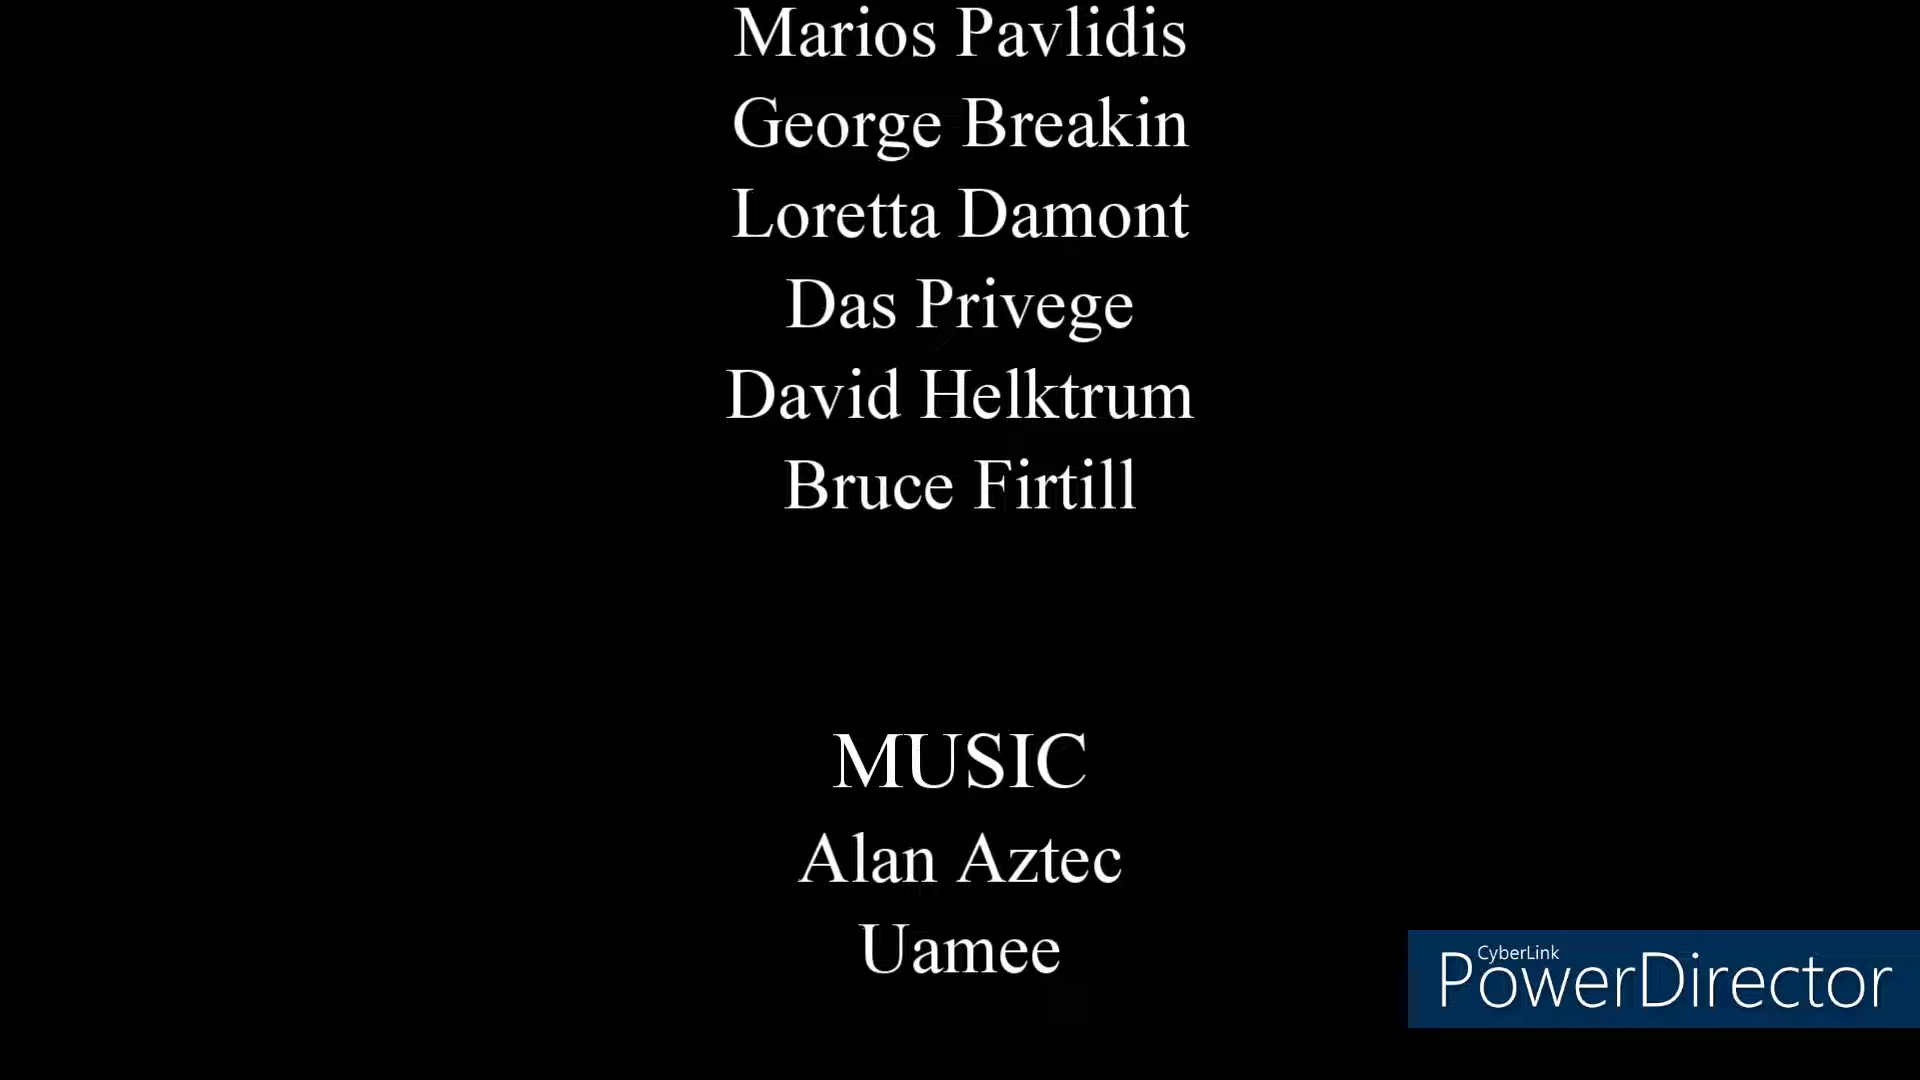 Marios Pavlidis
George Breakin
Loretta Damont
Das Privege
David Helktrum
Bruce Firtill
MUSIC
Alan Aztec
Uamee
CyberLink
PowerDirector